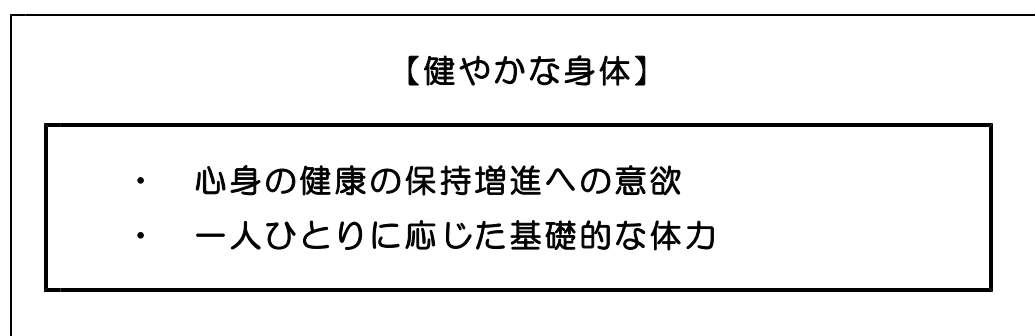 【健やかな身体】
・ 心身の健康の保持増進への意欲
・ 一人ひとりに応じた基礎的な体力